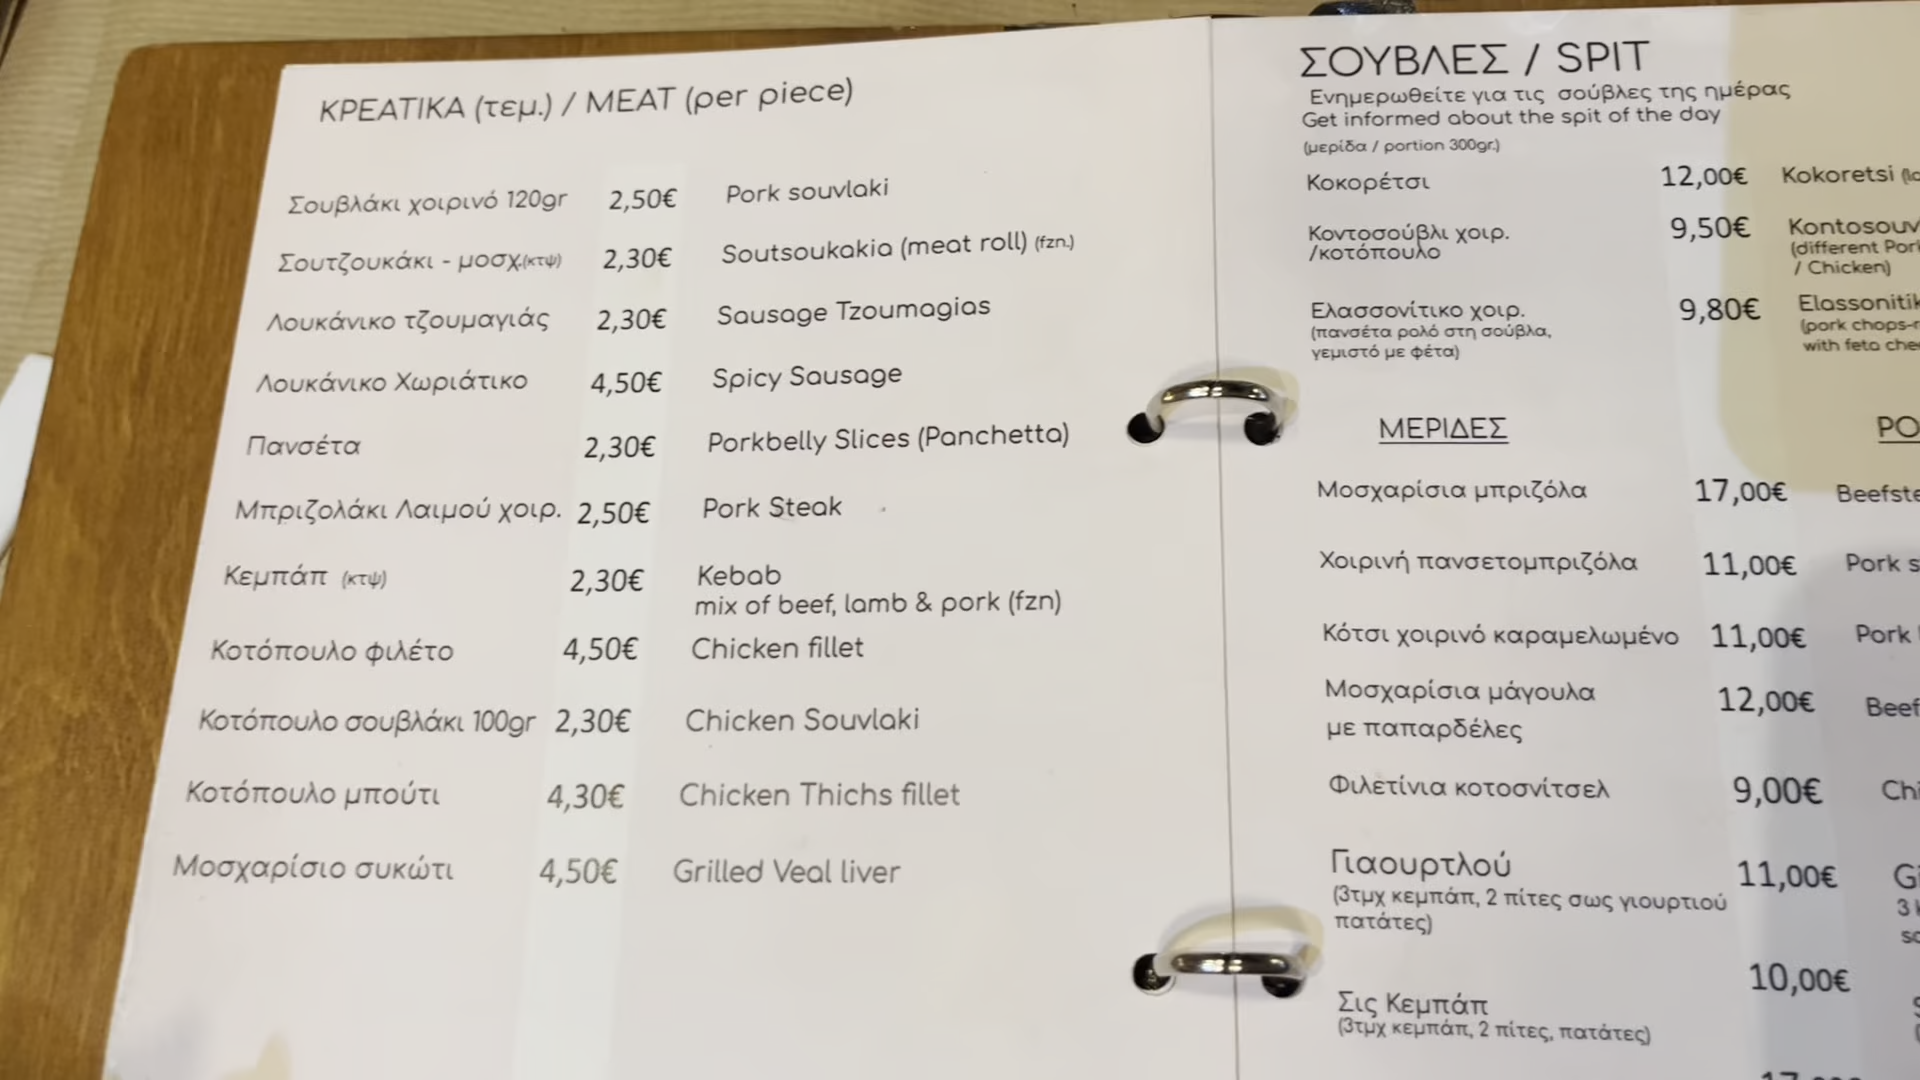 ΚΡΕΑΤΙΚΑ (τεμ.) / MEAT (per piece)
Σουβλάκι χοιρινό 120gr 2,50€ Pork souvlaki
Σουτζουκάκι - μοσχ.(κτψ) 2,30€ Soutsoukakia (meat roll) (fzn.)
Λουκάνικο τζουμαγιάς 2,30€ Sausage Tzoumagias
Λουκάνικο Χωριάτικο 4,50€ Spicy Sausage
Πανσέτα 2,30€ Porkbelly Slices (Panchetta)
Μπριζολάκι Λαιμού χοιρ. 2,50€ Pork Steak
Κεμπάπ (κτψ) 2,30€ Kebab
mix of beef, lamb & pork (fzn)
Κοτόπουλο φιλέτο 4,50€ Chicken fillet
Κοτόπουλο σουβλάκι 100gr 2,30€ Chicken Souvlaki
Κοτόπουλο μπούτι 4,30€ Chicken Thichs fillet
Μοσχαρίσιο συκώτι 4,50€ Grilled Veal liver
ΣΟΥΒΛΕΣ / SPIT
Ενημερωθείτε για τις σούβλες της ημέρας
Get informed about the spit of the day
(μερίδα / portion 300gr.)
Κοκορέτσι 12,00€ Kokoretsi
Κοντοσούβλι χοιρ. 9,50€
/κοτόπουλο
(different
/ Chicken)
Ελασσονίτικο χοιρ. 9,80€
(πανσέτα ρολό στη σούβλα, (pork
γεμιστό με φέτα) with feta
ΜΕΡΙΔΕΣ
Μοσχαρίσια μπριζόλα 17,00€
Χοιρινή πανσετομπριζόλα 11,00€ Pork
Κότσι χοιρινό καραμελωμένο 11,00€ Pork
Μοσχαρίσια μάγουλα 12,00€ Beef
με παπαρδέλες
Φιλετίνια κοτοσνίτσελ 9,00€
Γιαουρτλού 11,00€
(3τμχ κεμπάπ, 2 πίτες σως γιουρτιού 3
πατάτες)
Σις Κεμπάπ 10,00€
(3τμχ κεμπάπ, 2 πίτες, πατάτες)